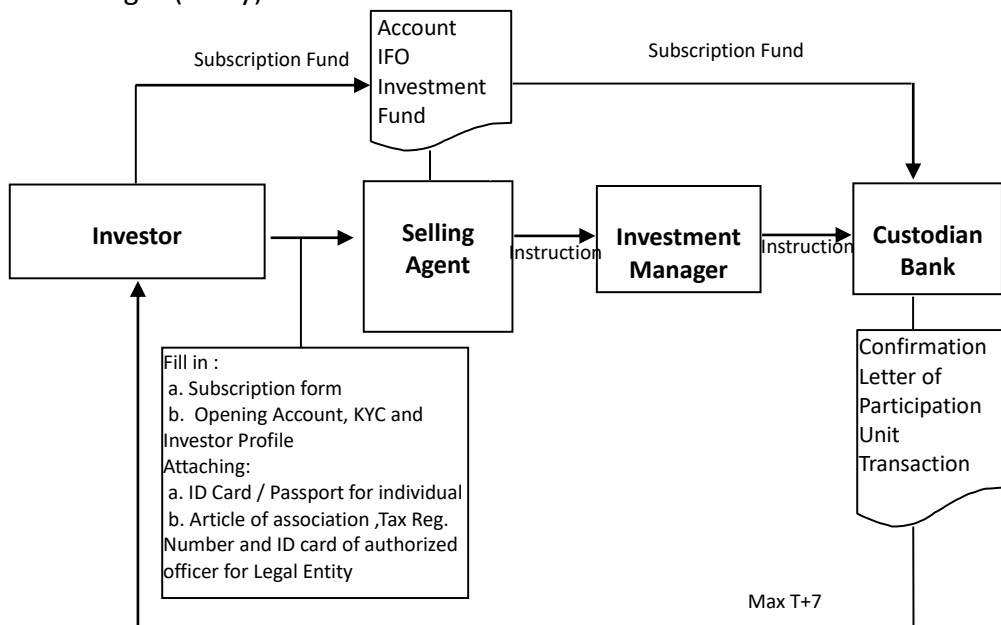 Account
IFO
Investment
Fund
Subscription Fund
Subscription Fund
Investor
Selling
Agent
Instruction
Investment
Manager
Instruction
Custodian
Bank
Fill in :
a. Subscription form
b. Opening Account, KYC and
Investor Profile
Attaching:
a. ID Card / Passport for individual
b. Article of association ,Tax Reg.
Number and ID card of authorized
officer for Legal Entity
Confirmation
Letter of
Participation
Unit
Transaction
Max T+7